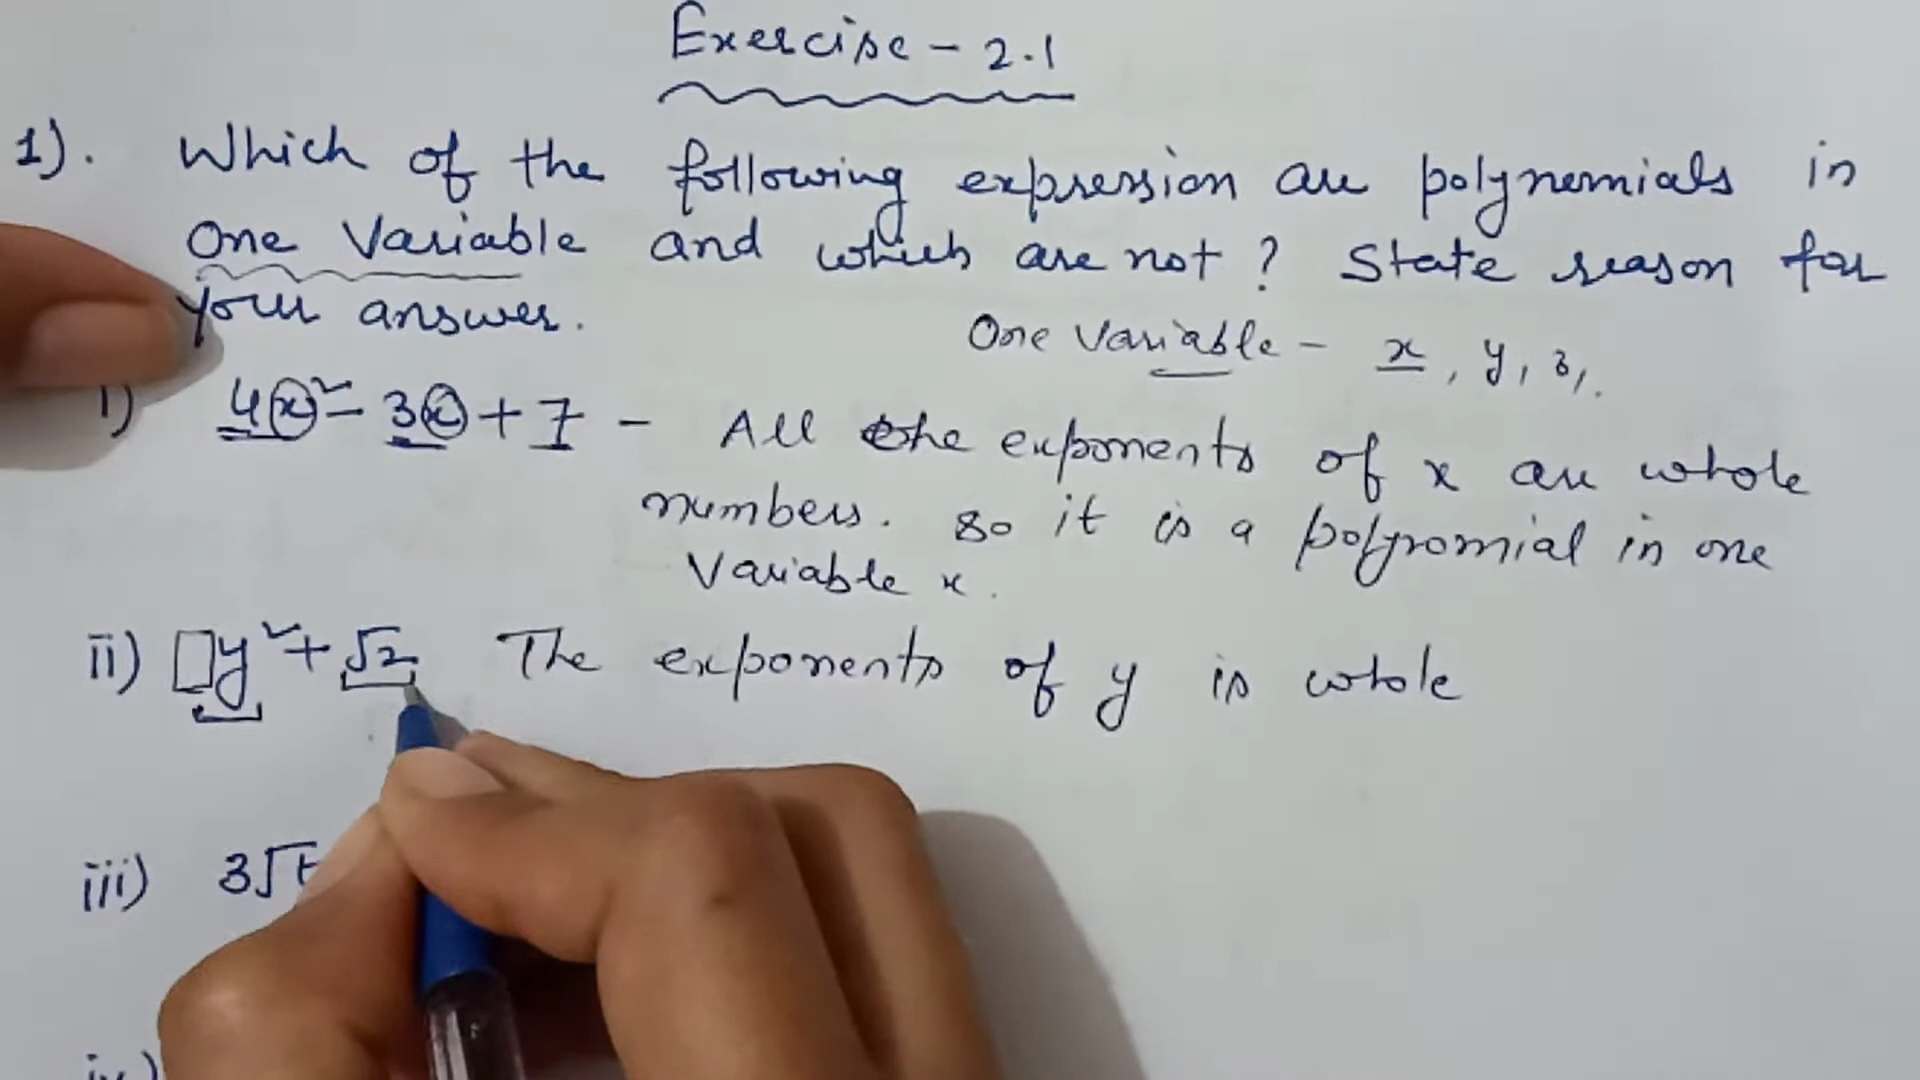 Exercise - 2.1
1). Which of the following expression are polynemials in
One Variable and which are not? State reason for
your answer.
One Variable - x, y, z,.
i) 4x² - 3x + 7 - All the exponents of x are whole
numbers. So it is a polynomial in one
Variable x.
ii) □y² + √2 The exponents of y is whole
iii) 3√t
iv)